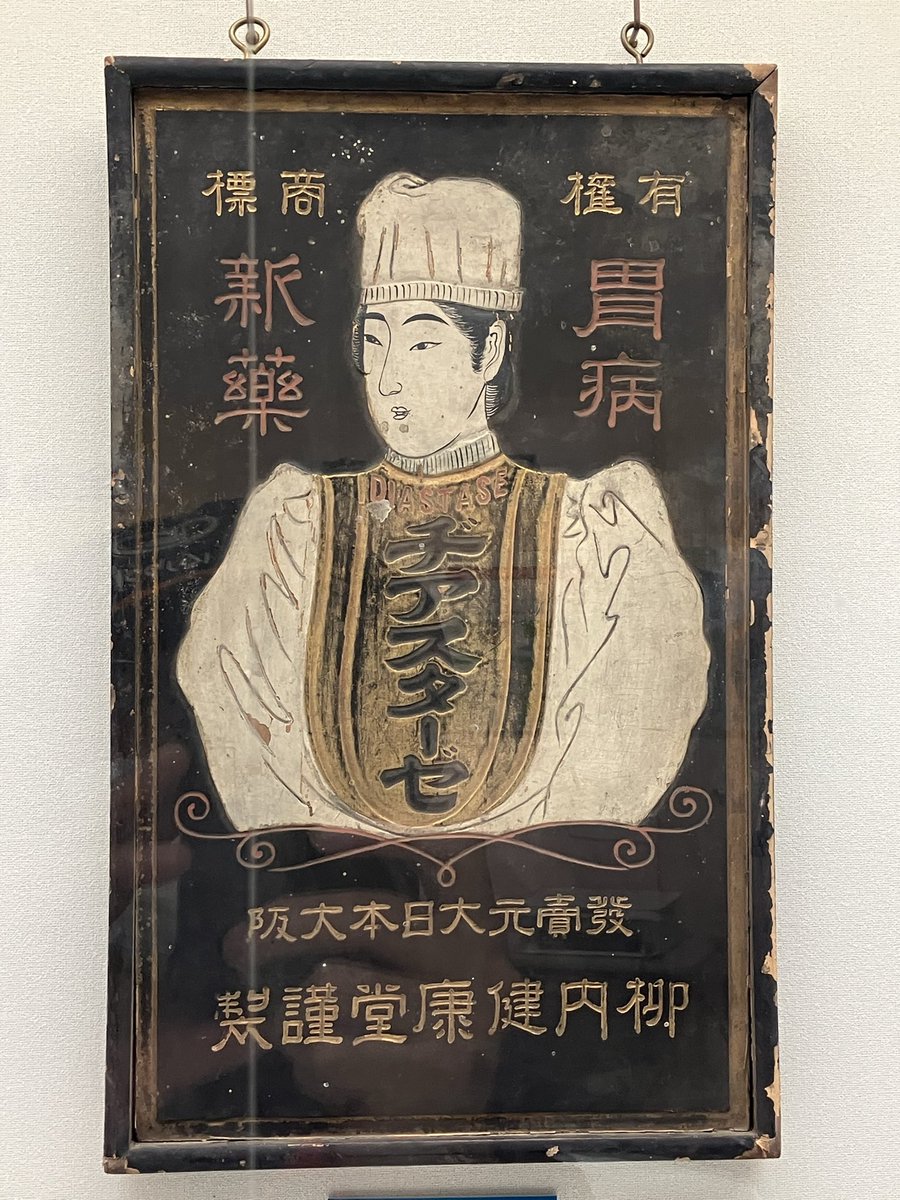 有權
商標
胃病
新藥
DIASTASE
ヂアスターゼ
發賣元大日本大阪
柳内健康堂謹製